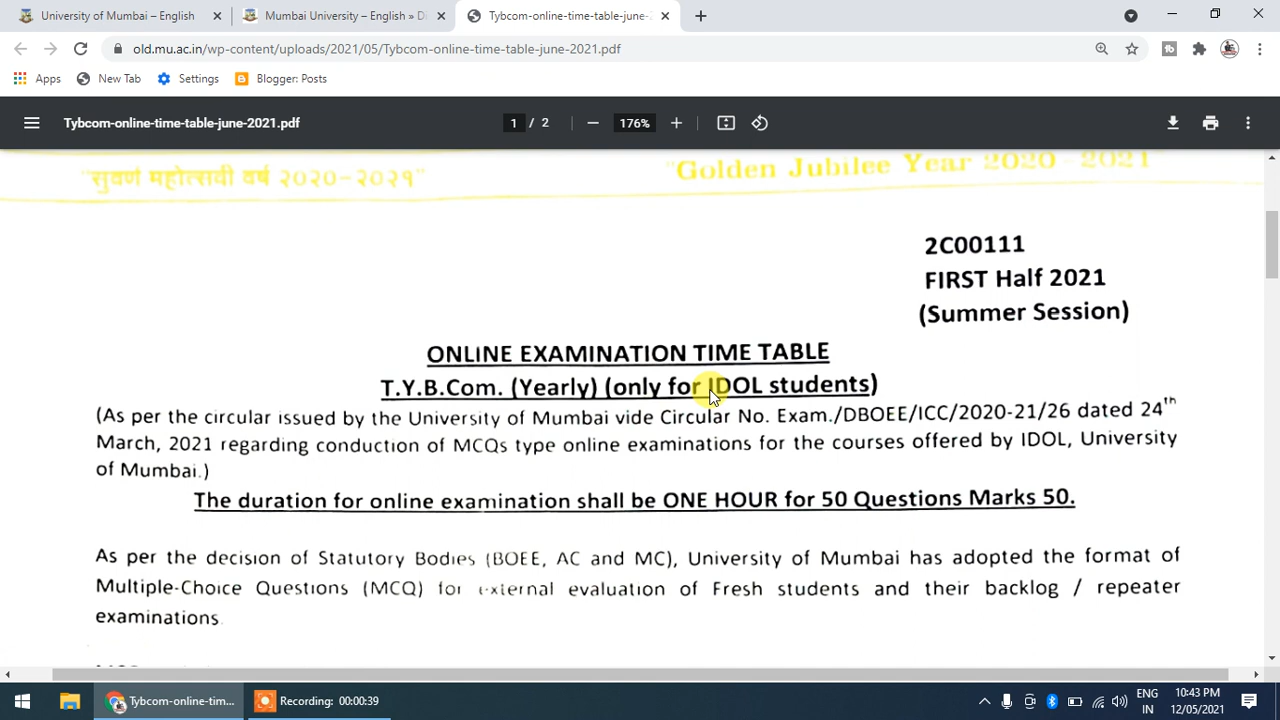 University of Mumbai – English
Mumbai University – English » D
Tybcom-online-time-table-june-
old.mu.ac.in/wp-content/uploads/2021/05/Tybcom-online-time-table-june-2021.pdf
Apps New Tab Settings Blogger: Posts
Tybcom-online-time-table-june-2021.pdf 1 / 2 176%
"सुवर्ण महोत्सवी वर्ष २०२०-२०२१" "Golden Jubilee Year 2020 - 2021"
2C00111
FIRST Half 2021
(Summer Session)
ONLINE EXAMINATION TIME TABLE
T.Y.B.Com. (Yearly) (only for IDOL students)
(As per the circular issued by the University of Mumbai vide Circular No. Exam./DBOEE/ICC/2020-21/26 dated 24th
March, 2021 regarding conduction of MCQs type online examinations for the courses offered by IDOL, University
of Mumbai.)
The duration for online examination shall be ONE HOUR for 50 Questions Marks 50.
As per the decision of Statutory Bodies (BOEE, AC and MC), University of Mumbai has adopted the format of
Multiple-Choice Questions (MCQ) for external evaluation of Fresh students and their backlog / repeater
examinations.
Tybcom-online-tim... Recording: 00:00:39
ENG 10:43 PM
IN 12/05/2021